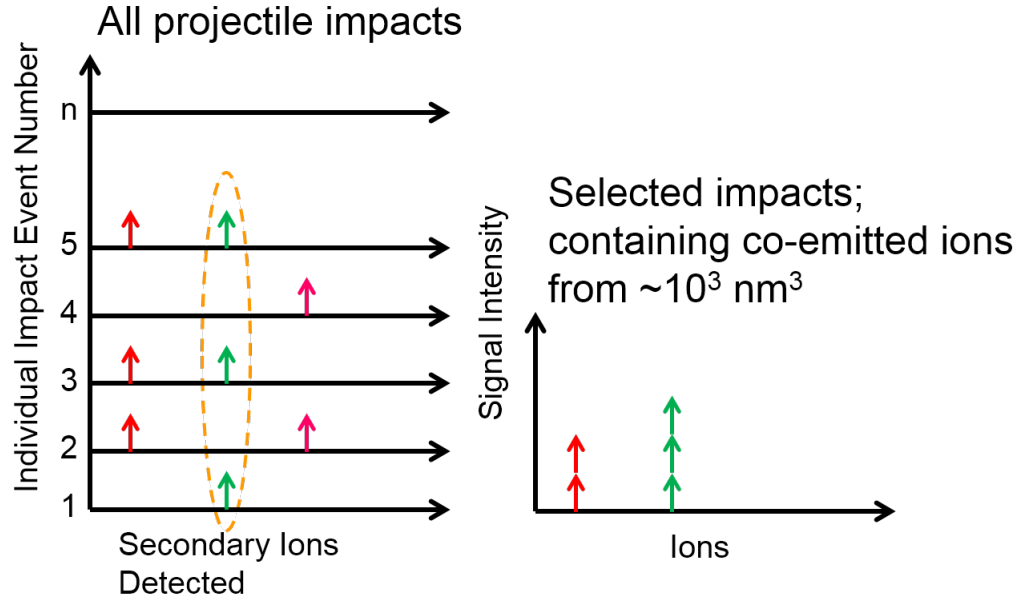 All projectile impacts
Individual Impact Event Number
n
5
4
3
2
1
Secondary Ions
Detected
Selected impacts;
containing co-emitted ions
from ~10³ nm³
Signal Intensity
Ions